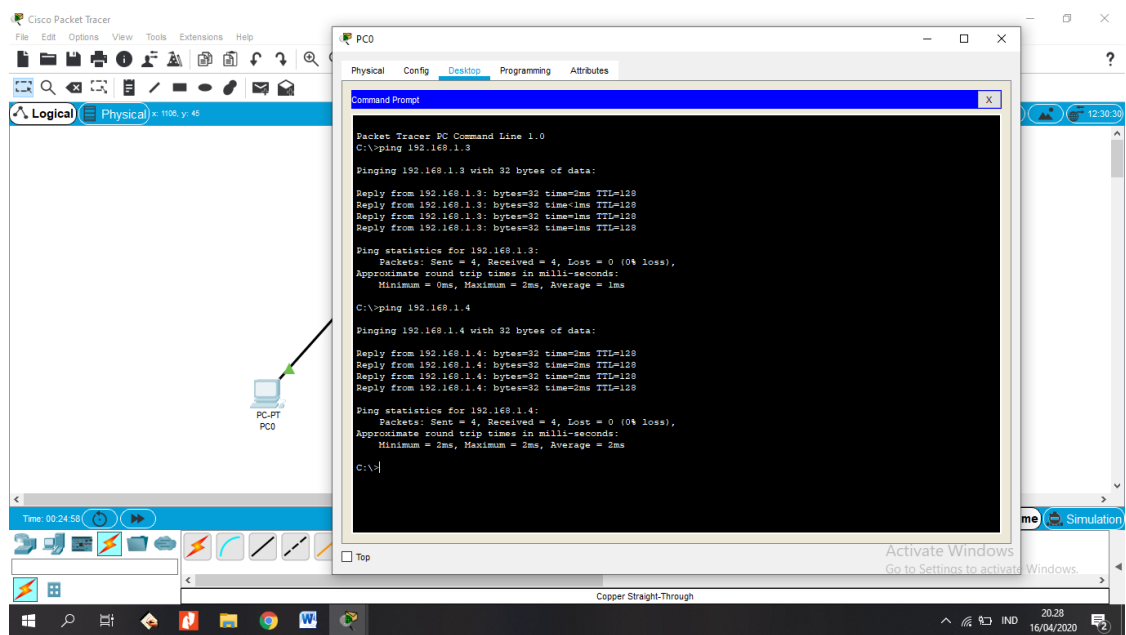 Cisco Packet Tracer
File Edit Options View Tools Extensions Help
PC0
?
Physical Config Desktop Programming Attributes
Command Prompt
X
Logical
Physical
x: 1106, y: 45
12:30:30
Packet Tracer PC Command Line 1.0
C:\>ping 192.168.1.3
Pinging 192.168.1.3 with 32 bytes of data:
Reply from 192.168.1.3: bytes=32 time=2ms TTL=128
Reply from 192.168.1.3: bytes=32 time<1ms TTL=128
Reply from 192.168.1.3: bytes=32 time=1ms TTL=128
Reply from 192.168.1.3: bytes=32 time=1ms TTL=128
Ping statistics for 192.168.1.3:
Packets: Sent = 4, Received = 4, Lost = 0 (0% loss),
Approximate round trip times in milli-seconds:
Minimum = 0ms, Maximum = 2ms, Average = 1ms
C:\>ping 192.168.1.4
Pinging 192.168.1.4 with 32 bytes of data:
Reply from 192.168.1.4: bytes=32 time=2ms TTL=128
Reply from 192.168.1.4: bytes=32 time=2ms TTL=128
Reply from 192.168.1.4: bytes=32 time=2ms TTL=128
Reply from 192.168.1.4: bytes=32 time=2ms TTL=128
Ping statistics for 192.168.1.4:
Packets: Sent = 4, Received = 4, Lost = 0 (0% loss),
Approximate round trip times in milli-seconds:
Minimum = 2ms, Maximum = 2ms, Average = 2ms
C:\>
PC-PT
PC0
Time: 00:24:58
me
Simulation
Top
Activate Windows
Go to Settings to activate Windows.
Copper Straight-Through
IND
20.28
16/04/2020
2